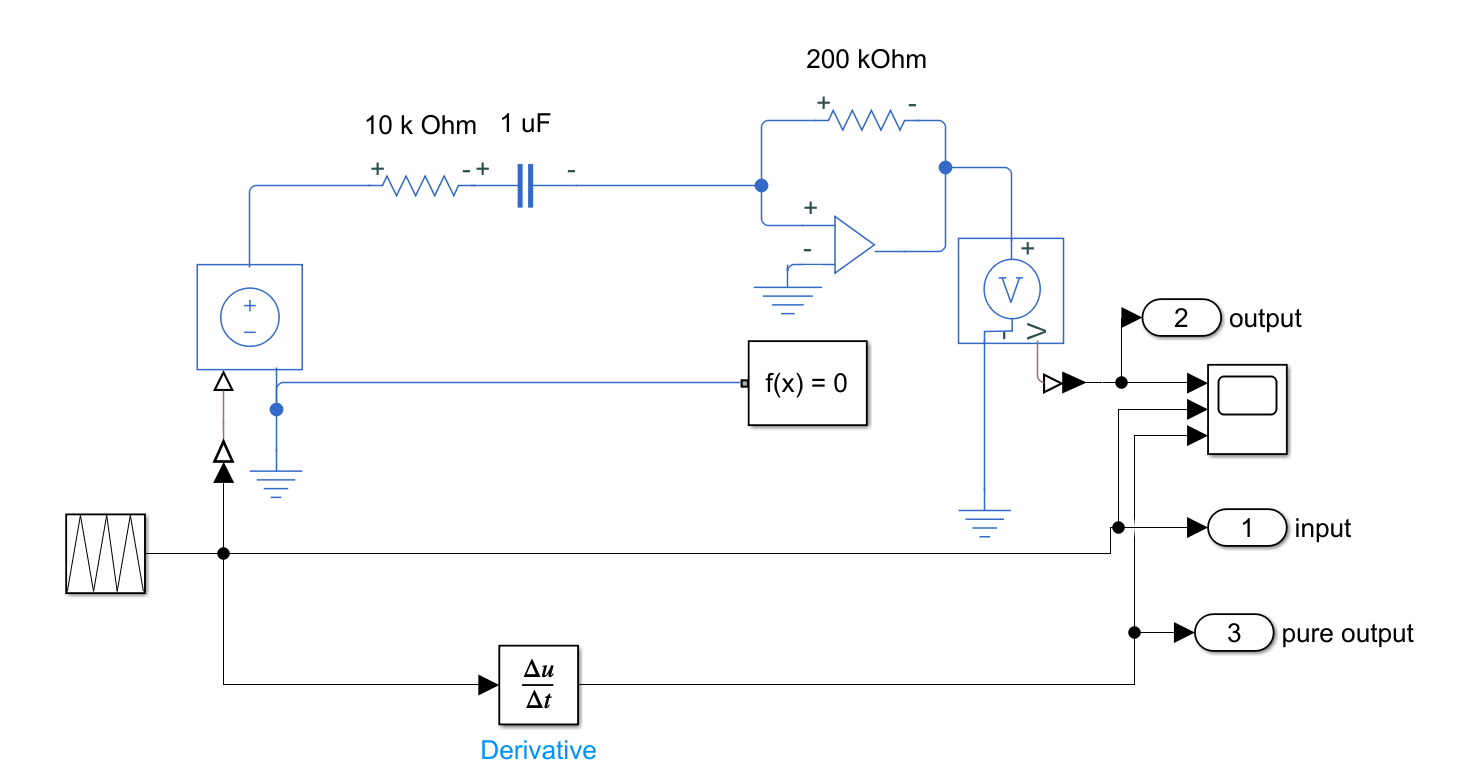 200 kOhm
+ -
10 k Ohm 1 uF
+ - + -
+
-
+
V
-
V
+
−
f(x) = 0
2 output
1 input
3 pure output
Δu
Δt
Derivative